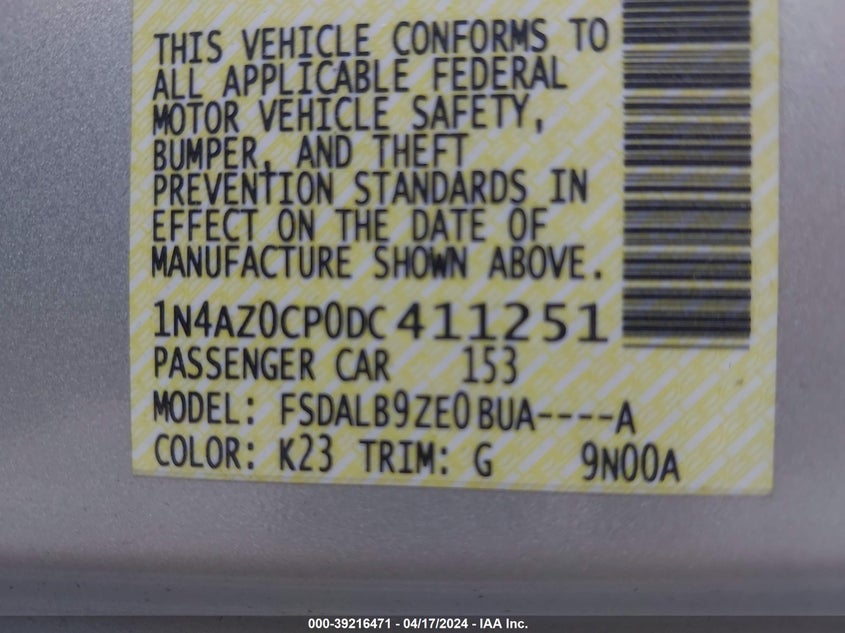 THIS VEHICLE CONFORMS TO
ALL APPLICABLE FEDERAL
MOTOR VEHICLE SAFETY,
BUMPER, AND THEFT
PREVENTION STANDARDS IN
EFFECT ON THE DATE OF
MANUFACTURE SHOWN ABOVE.
1N4AZ0CP0DC411251
PASSENGER CAR 153
MODEL: FSDALB9ZE0BUA----A
COLOR: K23 TRIM: G 9N00A
000-39216471 - 04/17/2024 - IAA Inc.